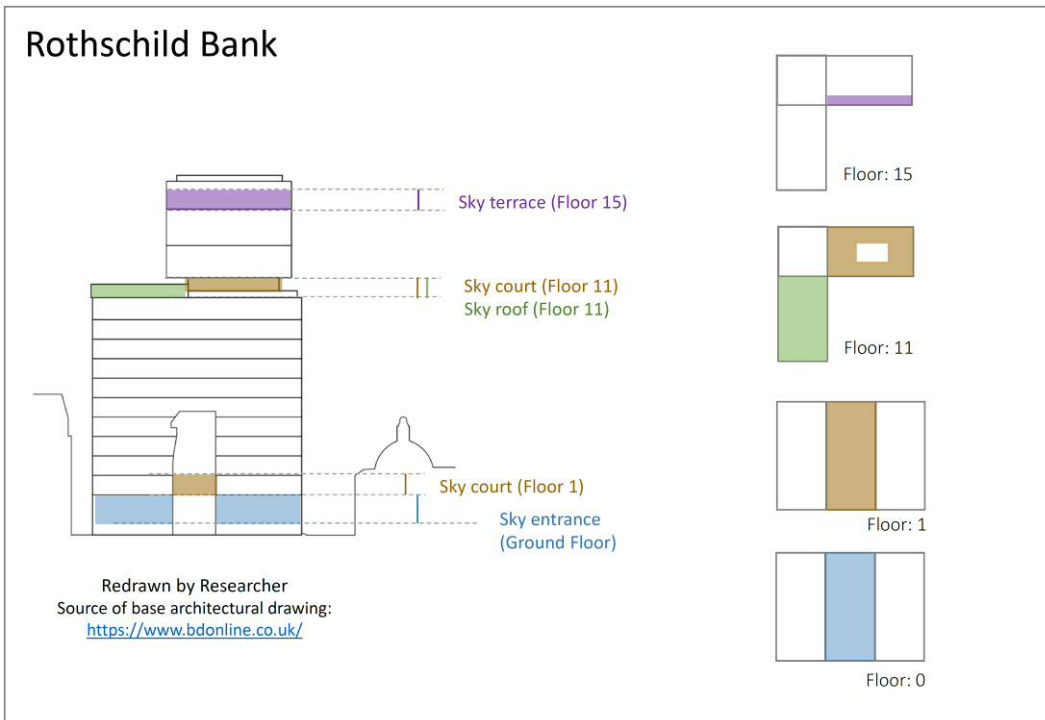 Rothschild Bank
Sky terrace (Floor 15)
Sky court (Floor 11)
Sky roof (Floor 11)
Sky court (Floor 1)
Sky entrance
(Ground Floor)
Redrawn by Researcher
Source of base architectural drawing:
https://www.bdonline.co.uk/
Floor: 15
Floor: 11
Floor: 1
Floor: 0